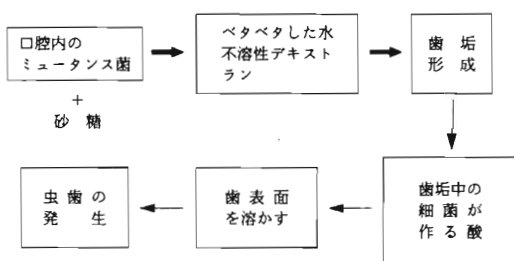 口腔内の
ミュータンス菌
+
砂糖
ベタベタした水
不溶性デキスト
ラン
歯垢
形成
歯垢中の
細菌が
作る酸
歯表面
を溶かす
虫歯の
発生